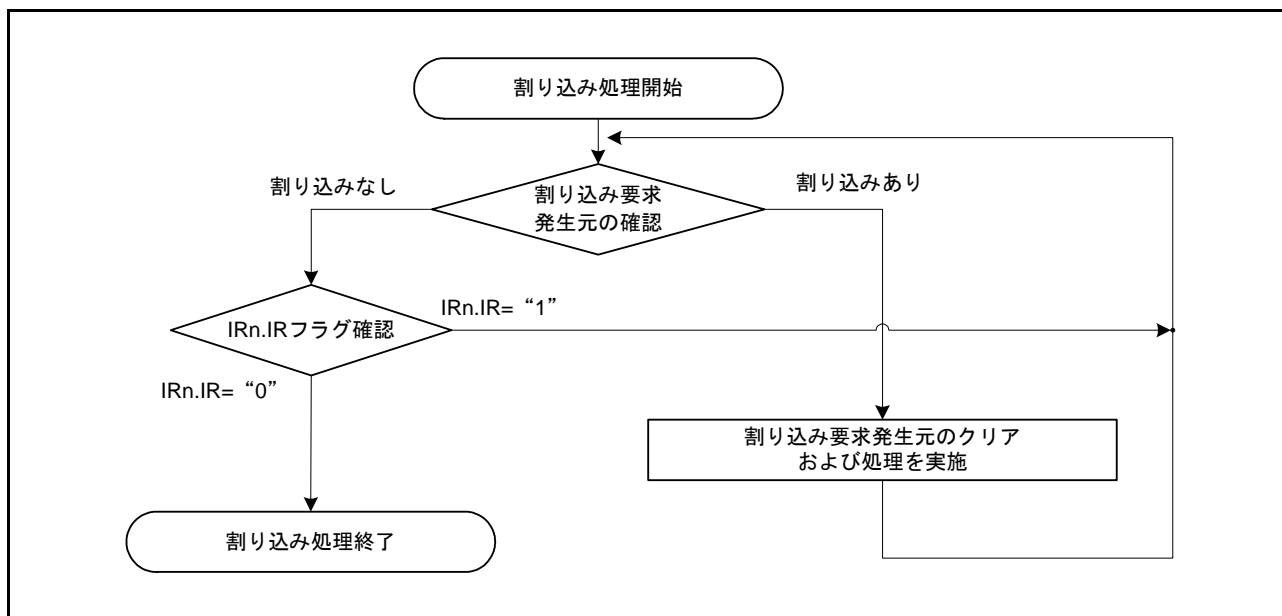 割り込み処理開始
割り込みなし
割り込み要求
発生元の確認
割り込みあり
IRn.IRフラグ確認
IRn.IR=“1”
IRn.IR=“0”
割り込み要求発生元のクリア
および処理を実施
割り込み処理終了